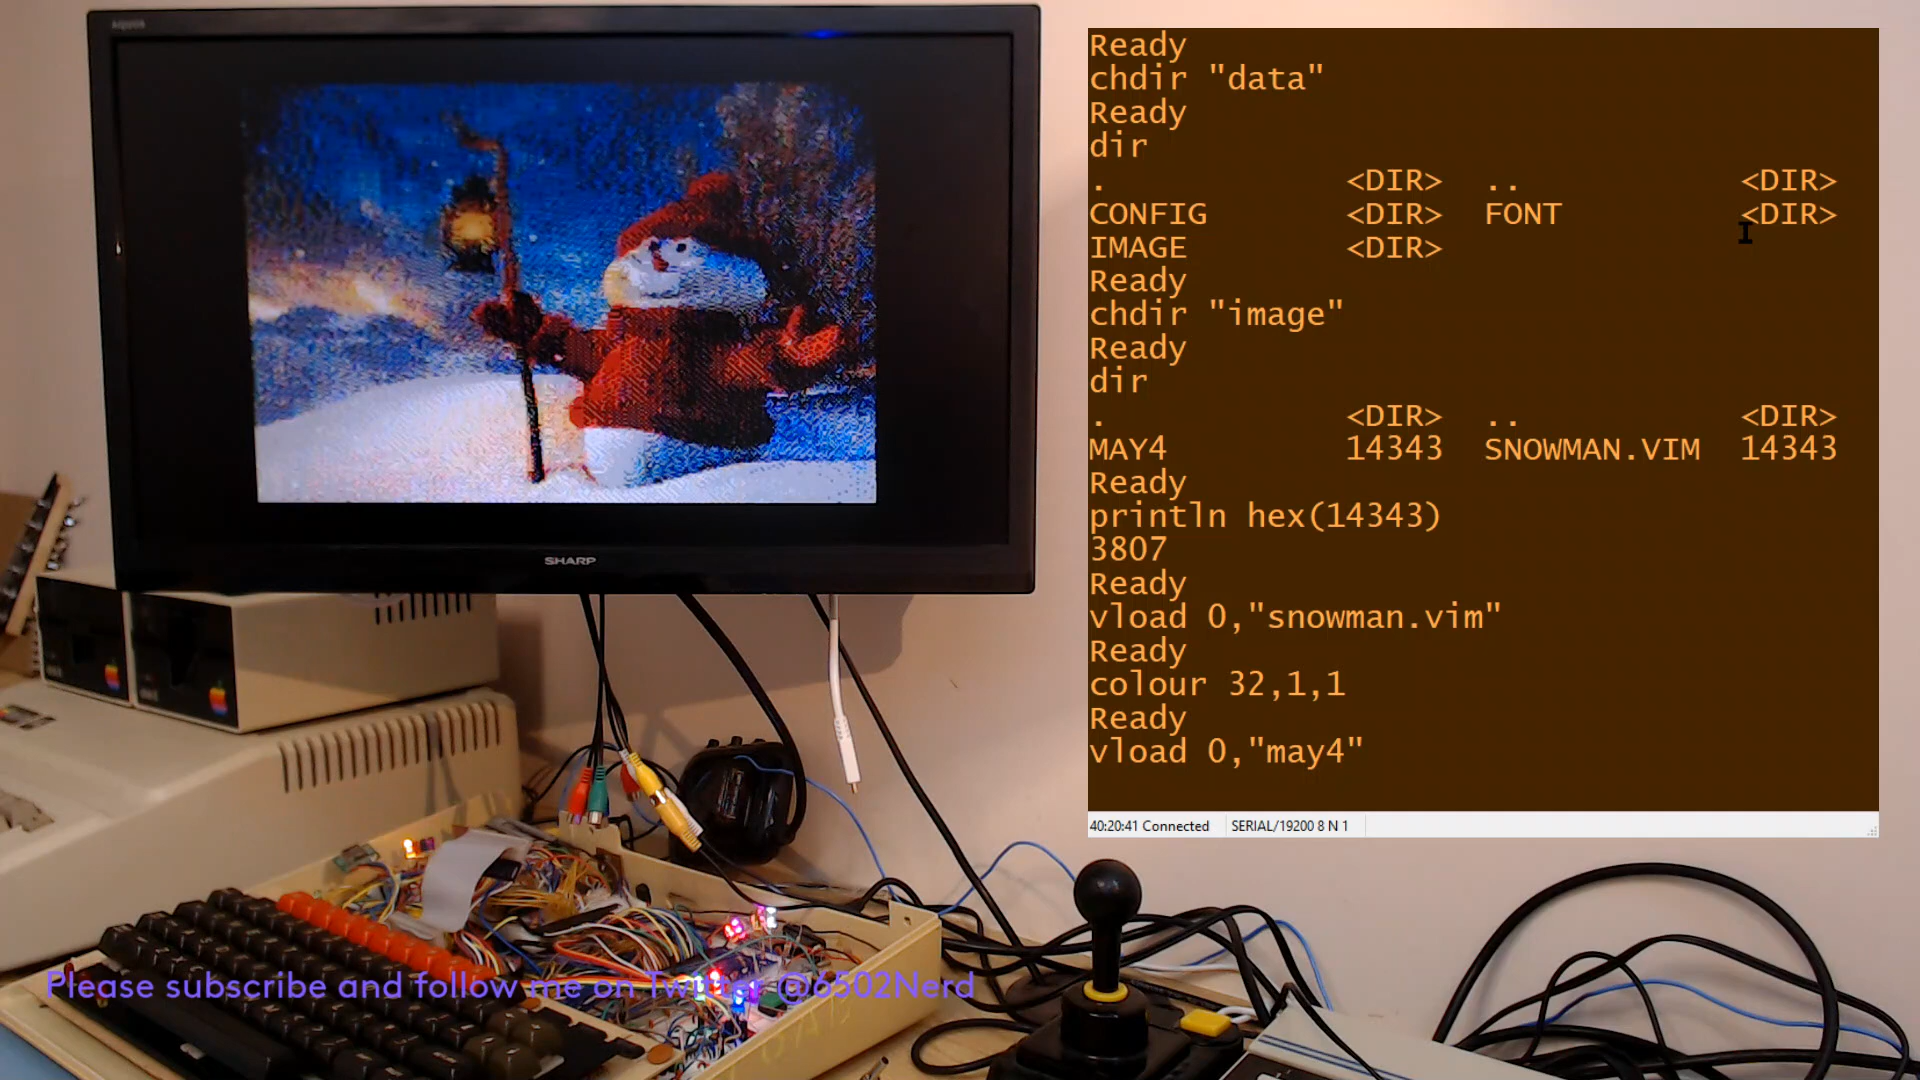 AQUOS
SHARP
Ready
chdir "data"
Ready
dir
. <DIR> .. <DIR>
CONFIG <DIR> FONT <DIR>
IMAGE <DIR>
Ready
chdir "image"
Ready
dir
. <DIR> .. <DIR>
MAY4 14343 SNOWMAN.VIM 14343
Ready
println hex(14343)
3807
Ready
vload 0,"snowman.vim"
Ready
colour 32,1,1
Ready
vload 0,"may4"
40:20:41 Connected SERIAL/19200 8 N 1
Please subscribe and follow me on Twitter @6502Nerd